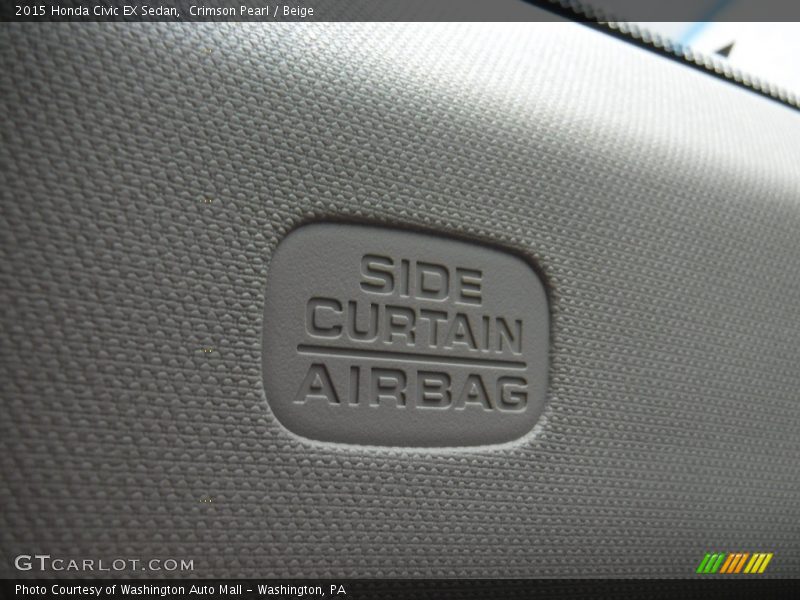 2015 Honda Civic EX Sedan,  Crimson Pearl / Beige
SIDE
CURTAIN
AIRBAG
GTCARLOT.COM
Photo Courtesy of Washington Auto Mall - Washington, PA